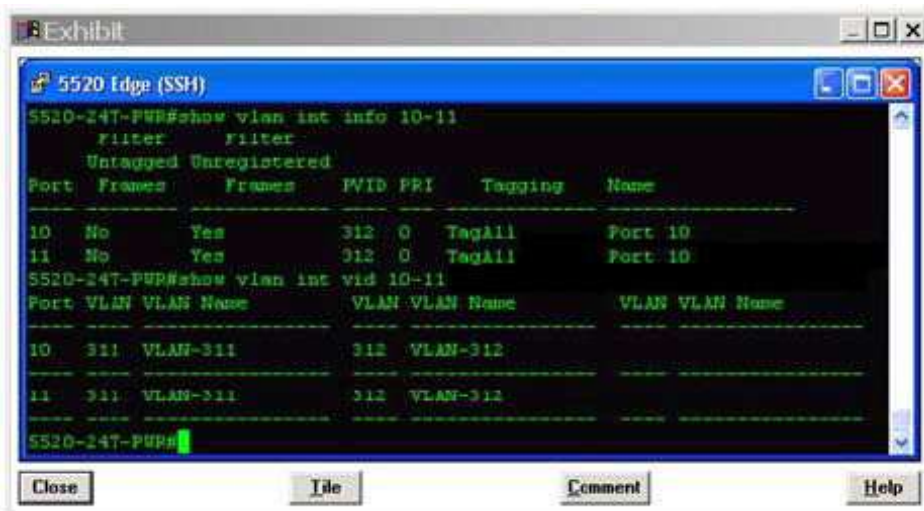 Exhibit
5520 Edge (SSH)
5520-24T-PWR#show vlan int info 10-11
Filter Filter
Untagged Unregistered
Port Frames Frames PVID PRI Tagging Name
10 No Yes 312 0 TagAll Port 10
11 No Yes 312 0 TagAll Port 10
5520-24T-PWR#show vlan int vid 10-11
Port VLAN VLAN Name VLAN VLAN Name VLAN VLAN Name
10 311 VLAN-311 312 VLAN-312
11 311 VLAN-311 312 VLAN-312
5520-24T-PWR#
Close Tile Comment Help